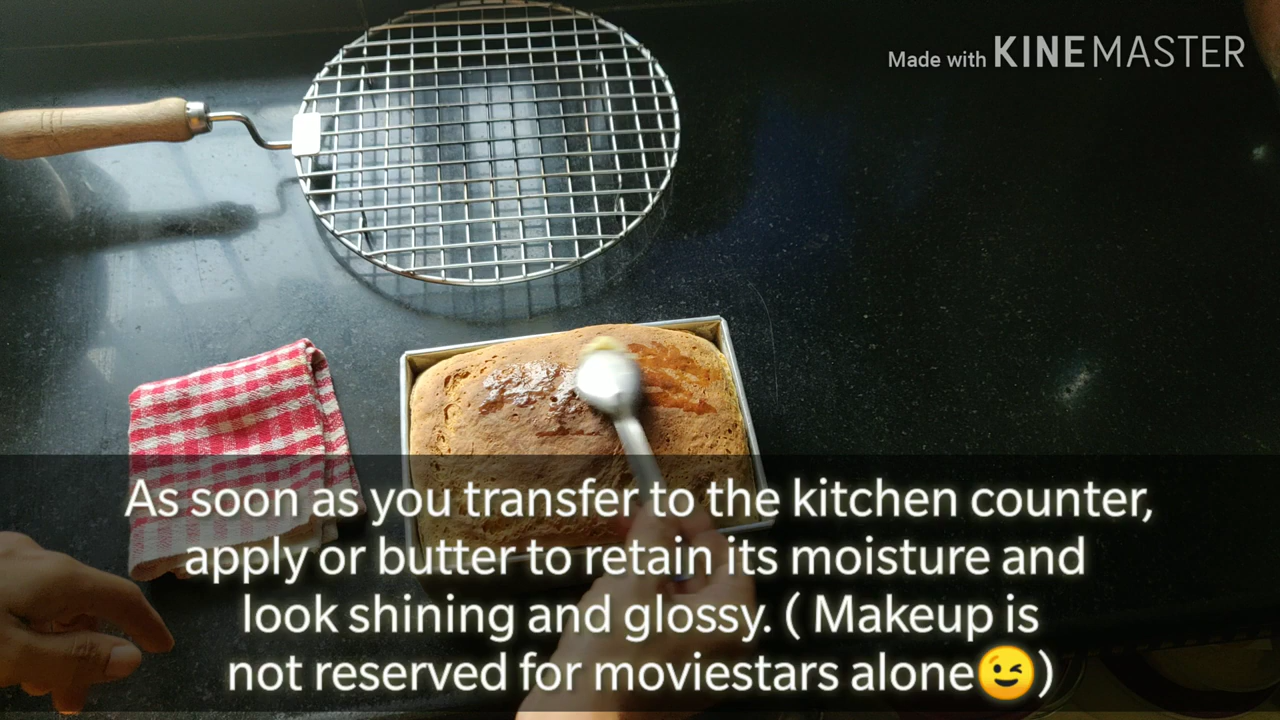 Made with KINEMASTER
As soon as you transfer to the kitchen counter,
apply or butter to retain its moisture and
look shining and glossy. ( Makeup is
not reserved for moviestars alone😉)